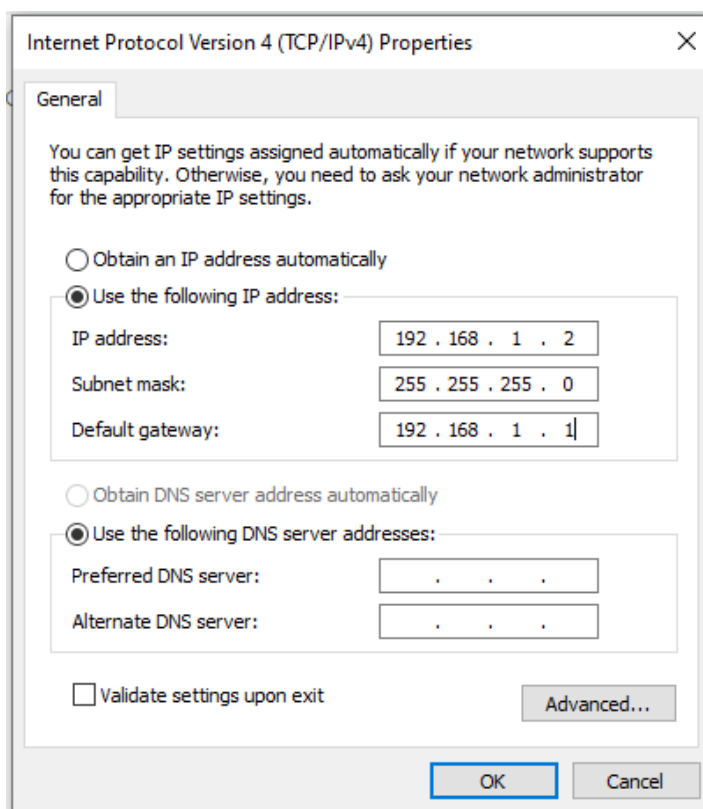 Internet Protocol Version 4 (TCP/IPv4) Properties
General
You can get IP settings assigned automatically if your network supports
this capability. Otherwise, you need to ask your network administrator
for the appropriate IP settings.
Obtain an IP address automatically
Use the following IP address:
IP address: 192 . 168 . 1 . 2
Subnet mask: 255 . 255 . 255 . 0
Default gateway: 192 . 168 . 1 . 1
Obtain DNS server address automatically
Use the following DNS server addresses:
Preferred DNS server: . . .
Alternate DNS server: . . .
Validate settings upon exit
Advanced...
OK Cancel